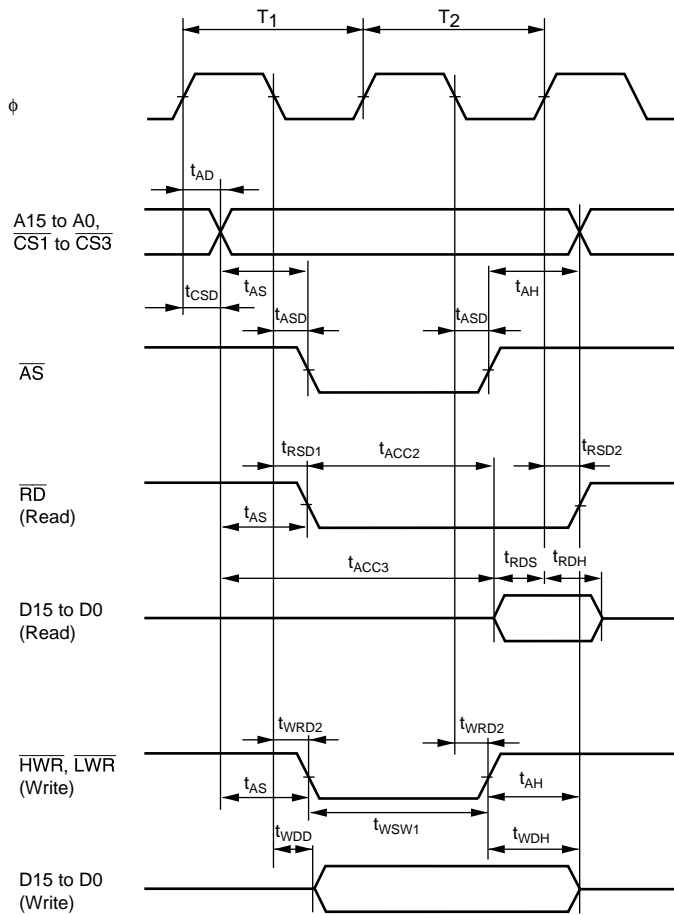 T1 T2
φ
tAD
A15 to A0,
CS1 to CS3
tCSD tAS tAH
tASD tASD
AS
tRSD1 tACC2 tRSD2
RD
(Read)
tAS
tACC3 tRDS tRDH
D15 to D0
(Read)
tWRD2 tWRD2
HWR, LWR
(Write)
tAS tAH
tWSW1
tWDD tWDH
D15 to D0
(Write)